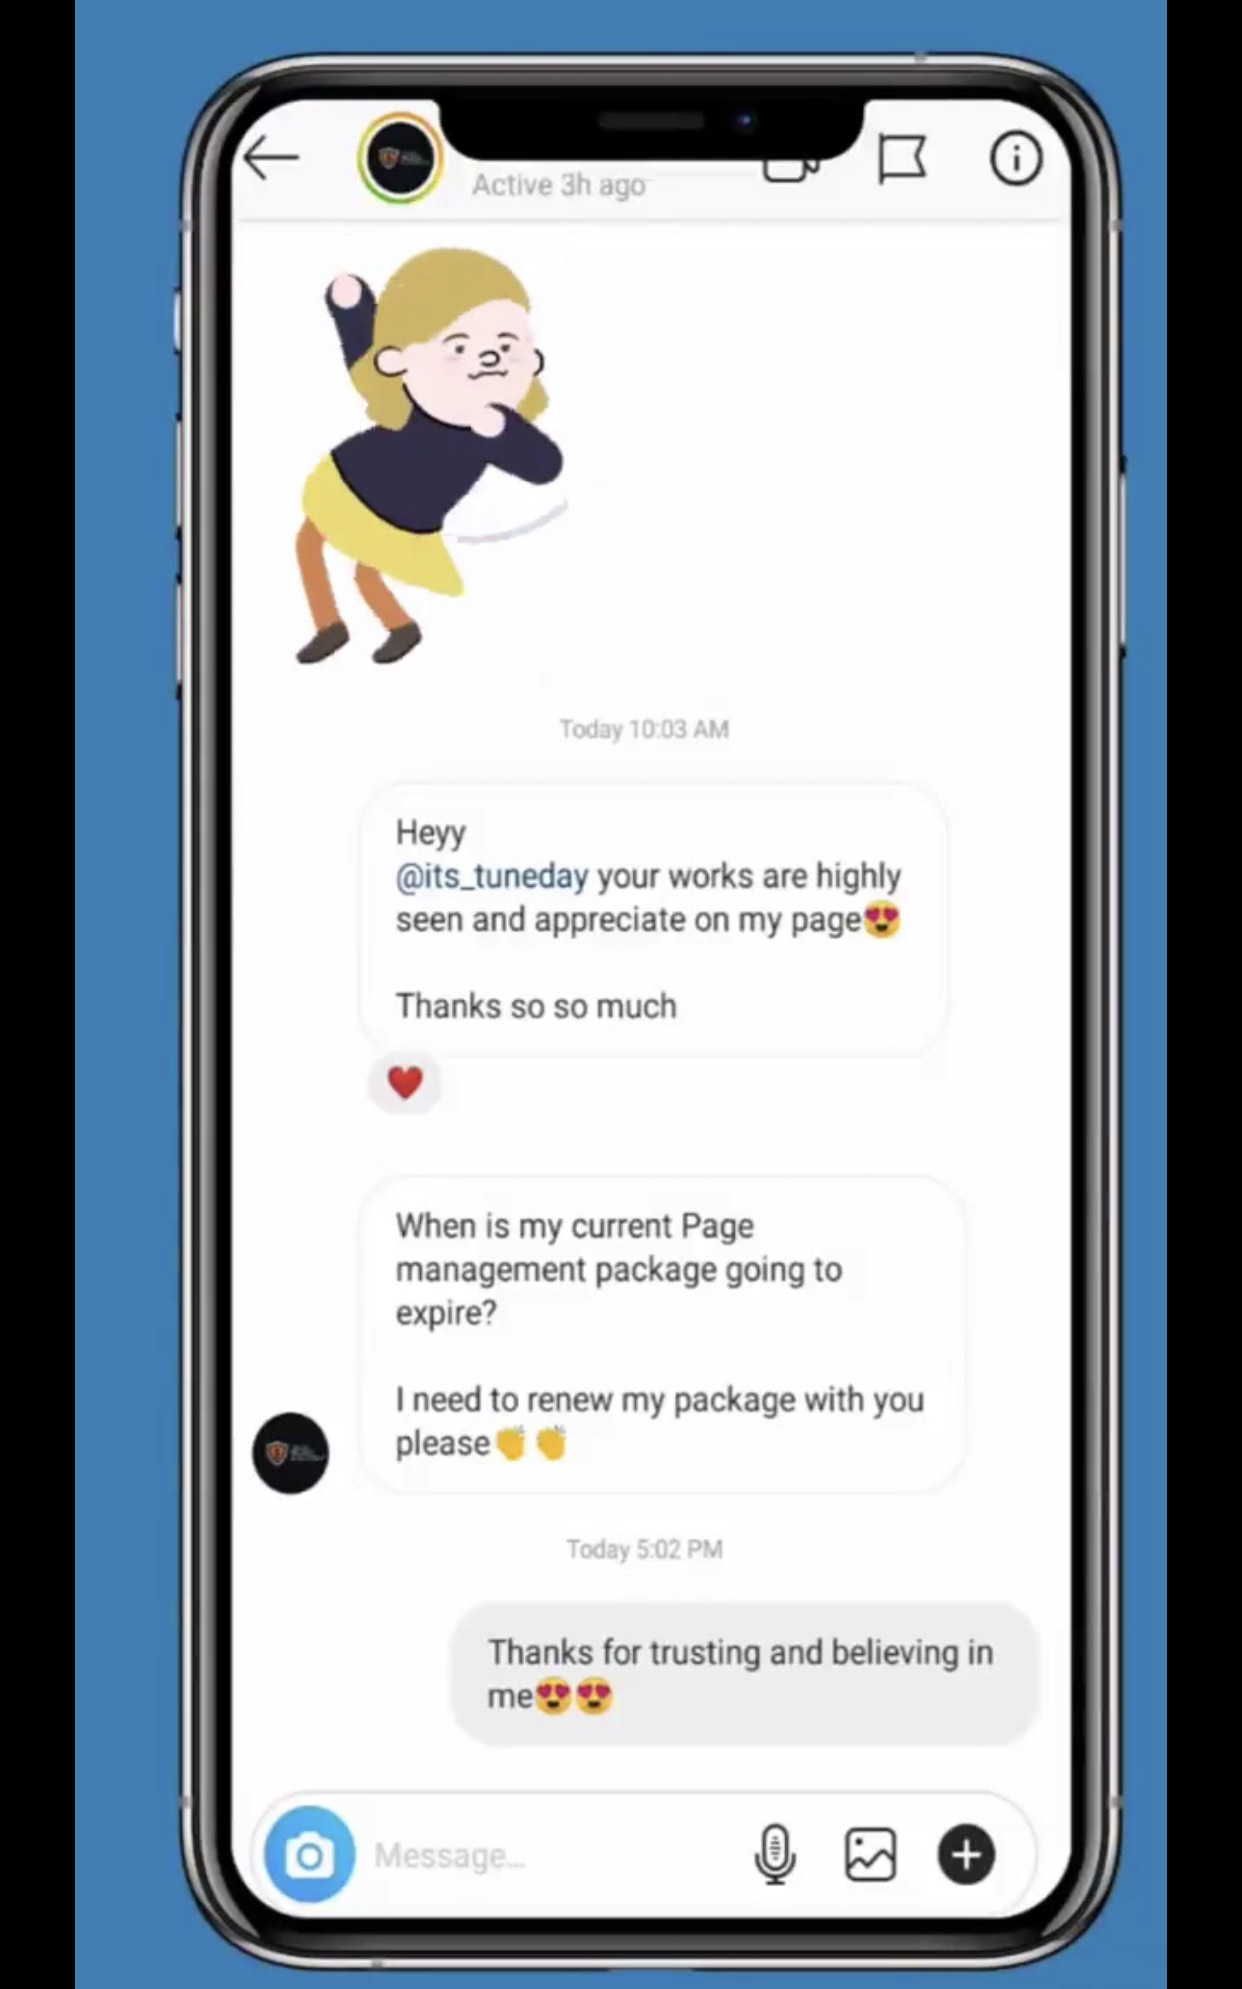 Active 3h ago
Today 10:03 AM
Heyy
@its_tuneday your works are highly
seen and appreciate on my page😍
Thanks so so much
❤️
When is my current Page
management package going to
expire?
I need to renew my package with you
please👏👏
Today 5:02 PM
Thanks for trusting and believing in
me😍😍
Message...